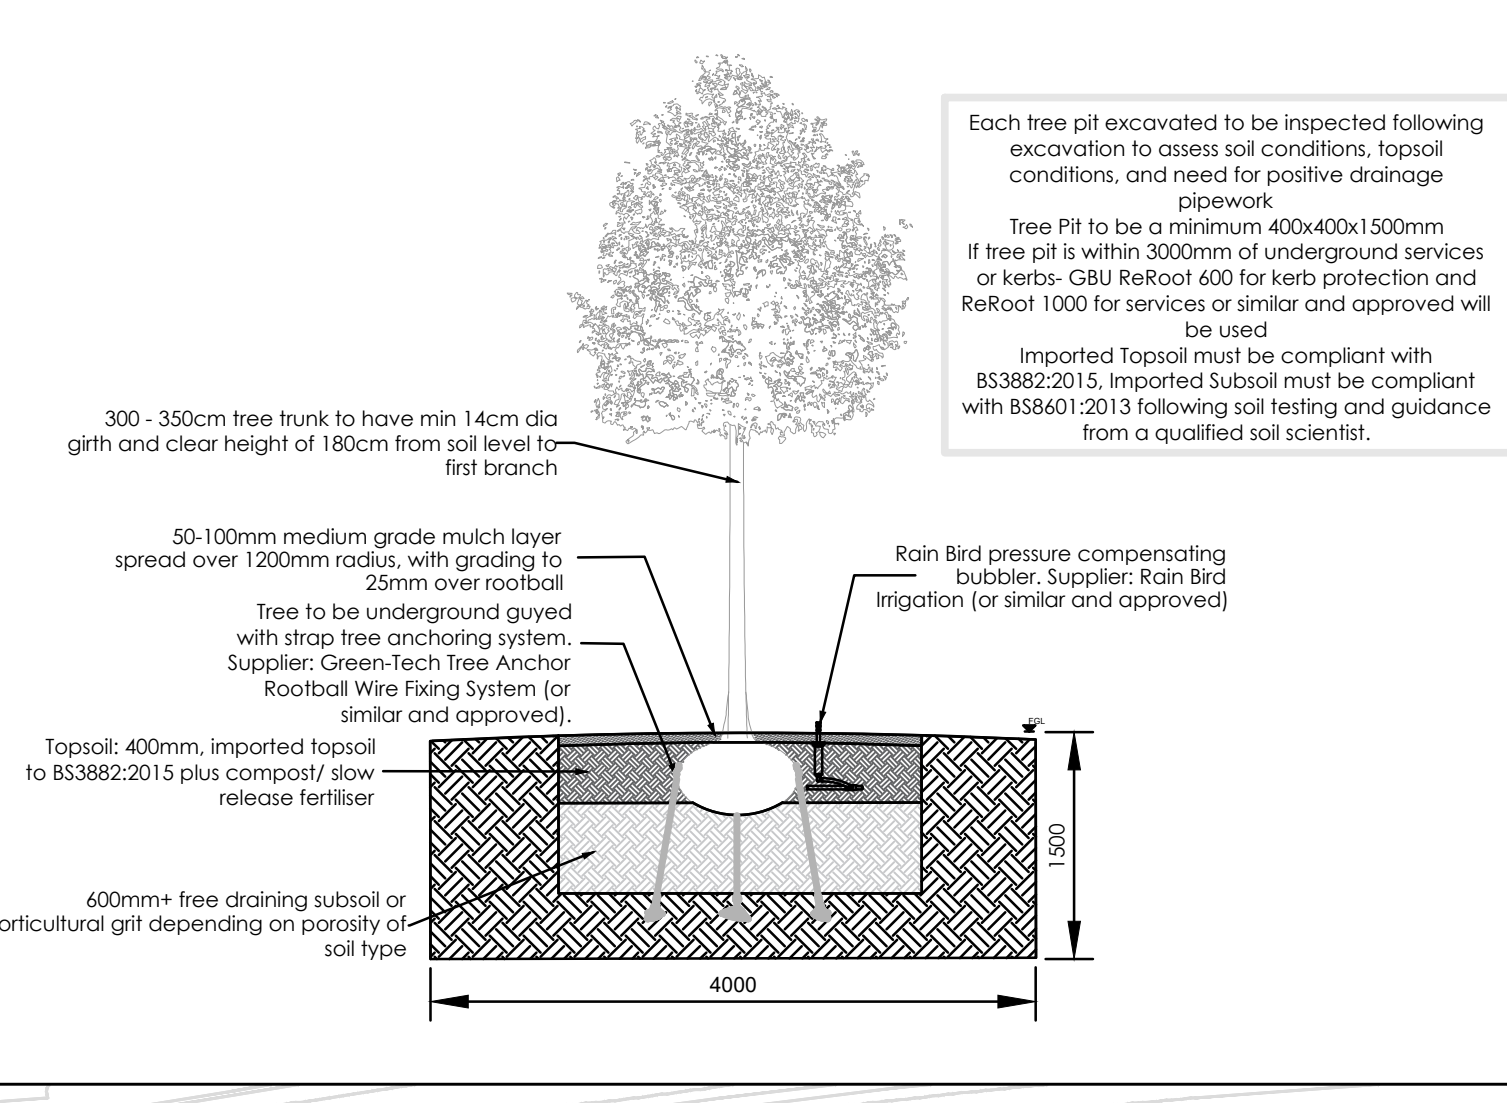 Each tree pit excavated to be inspected following
excavation to assess soil conditions, topsoil
conditions, and need for positive drainage
pipework
Tree Pit to be a minimum 400x400x1500mm
If tree pit is within 3000mm of underground services
or kerbs- GBU ReRoot 600 for kerb protection and
ReRoot 1000 for services or similar and approved will
be used
Imported Topsoil must be compliant with
BS3882:2015, Imported Subsoil must be compliant
with BS8601:2013 following soil testing and guidance
from a qualified soil scientist.
300 - 350cm tree trunk to have min 14cm dia
girth and clear height of 180cm from soil level to
first branch
50-100mm medium grade mulch layer
spread over 1200mm radius, with grading to
25mm over rootball
Rain Bird pressure compensating
bubbler. Supplier: Rain Bird
Irrigation (or similar and approved)
Tree to be underground guyed
with strap tree anchoring system.
Supplier: Green-Tech Tree Anchor
Rootball Wire Fixing System (or
similar and approved).
FGL
Topsoil: 400mm, imported topsoil
to BS3882:2015 plus compost/ slow
release fertiliser
1500
600mm+ free draining subsoil or
orticultural grit depending on porosity of
soil type
4000